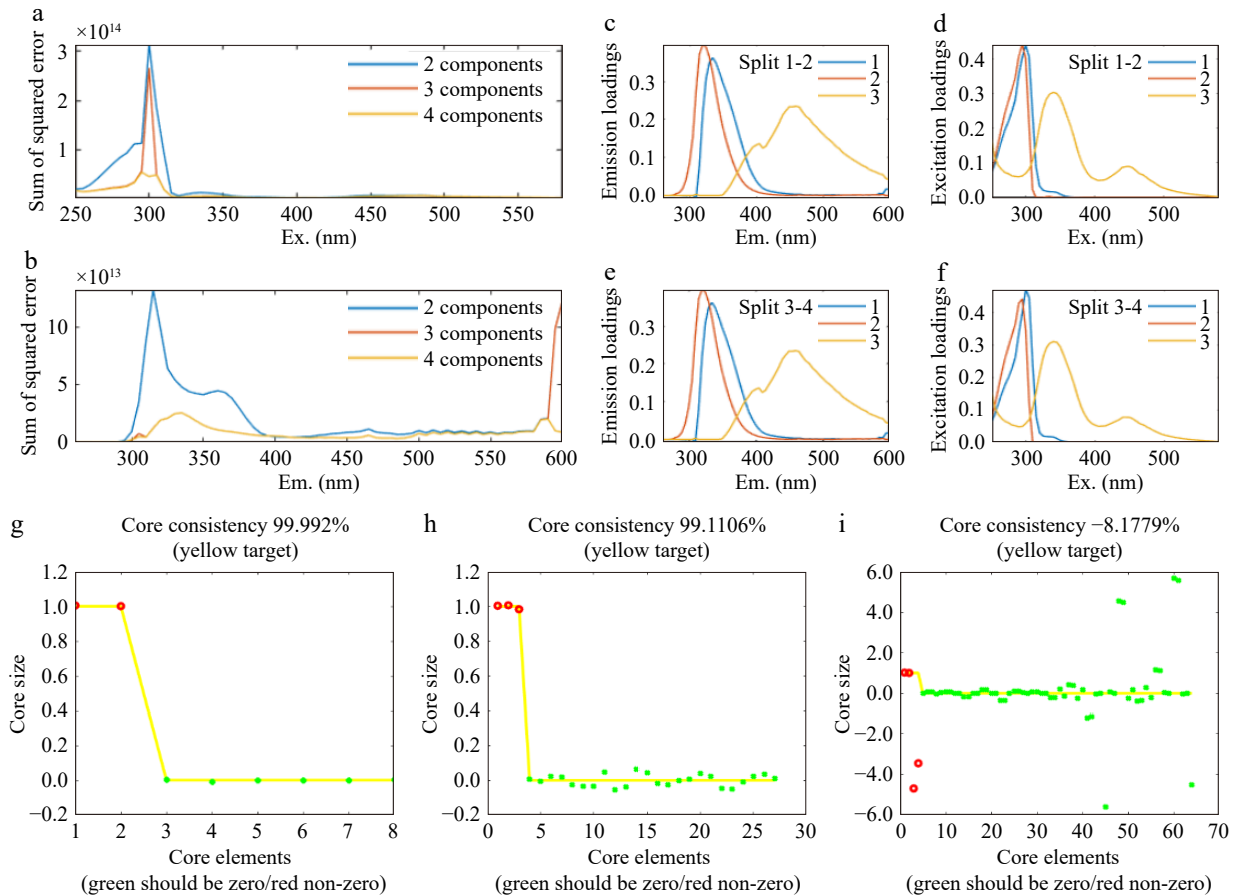 a
×10¹⁴
Sum of squared error
3
2
1
2 components
3 components
4 components
250 300 350 400 450 500 550
Ex. (nm)
b
×10¹³
Sum of squared error
10
5
0
2 components
3 components
4 components
300 350 400 450 500 550 600
Em. (nm)
c
Emission loadings
0.3
0.2
0.1
0.0
Split 1-2
1
2
3
300 400 500 600
Em. (nm)
d
Excitation loadings
0.4
0.3
0.2
0.1
0.0
Split 1-2
1
2
3
300 400 500
Ex. (nm)
e
Emission loadings
0.3
0.2
0.1
0.0
Split 3-4
1
2
3
300 400 500 600
Em. (nm)
f
Excitation loadings
0.4
0.3
0.2
0.1
0.0
Split 3-4
1
2
3
300 400 500
Ex. (nm)
g
Core consistency 99.992%
(yellow target)
Core size
1.2
1.0
0.8
0.6
0.4
0.2
0.0
−0.2
1 2 3 4 5 6 7 8
Core elements
(green should be zero/red non-zero)
h
Core consistency 99.1106%
(yellow target)
Core size
1.2
1.0
0.8
0.6
0.4
0.2
0.0
−0.2
0 5 10 15 20 25 30
Core elements
(green should be zero/red non-zero)
i
Core consistency −8.1779%
(yellow target)
Core size
6.0
4.0
2.0
0.0
−2.0
−4.0
−6.0
0 10 20 30 40 50 60 70
Core elements
(green should be zero/red non-zero)